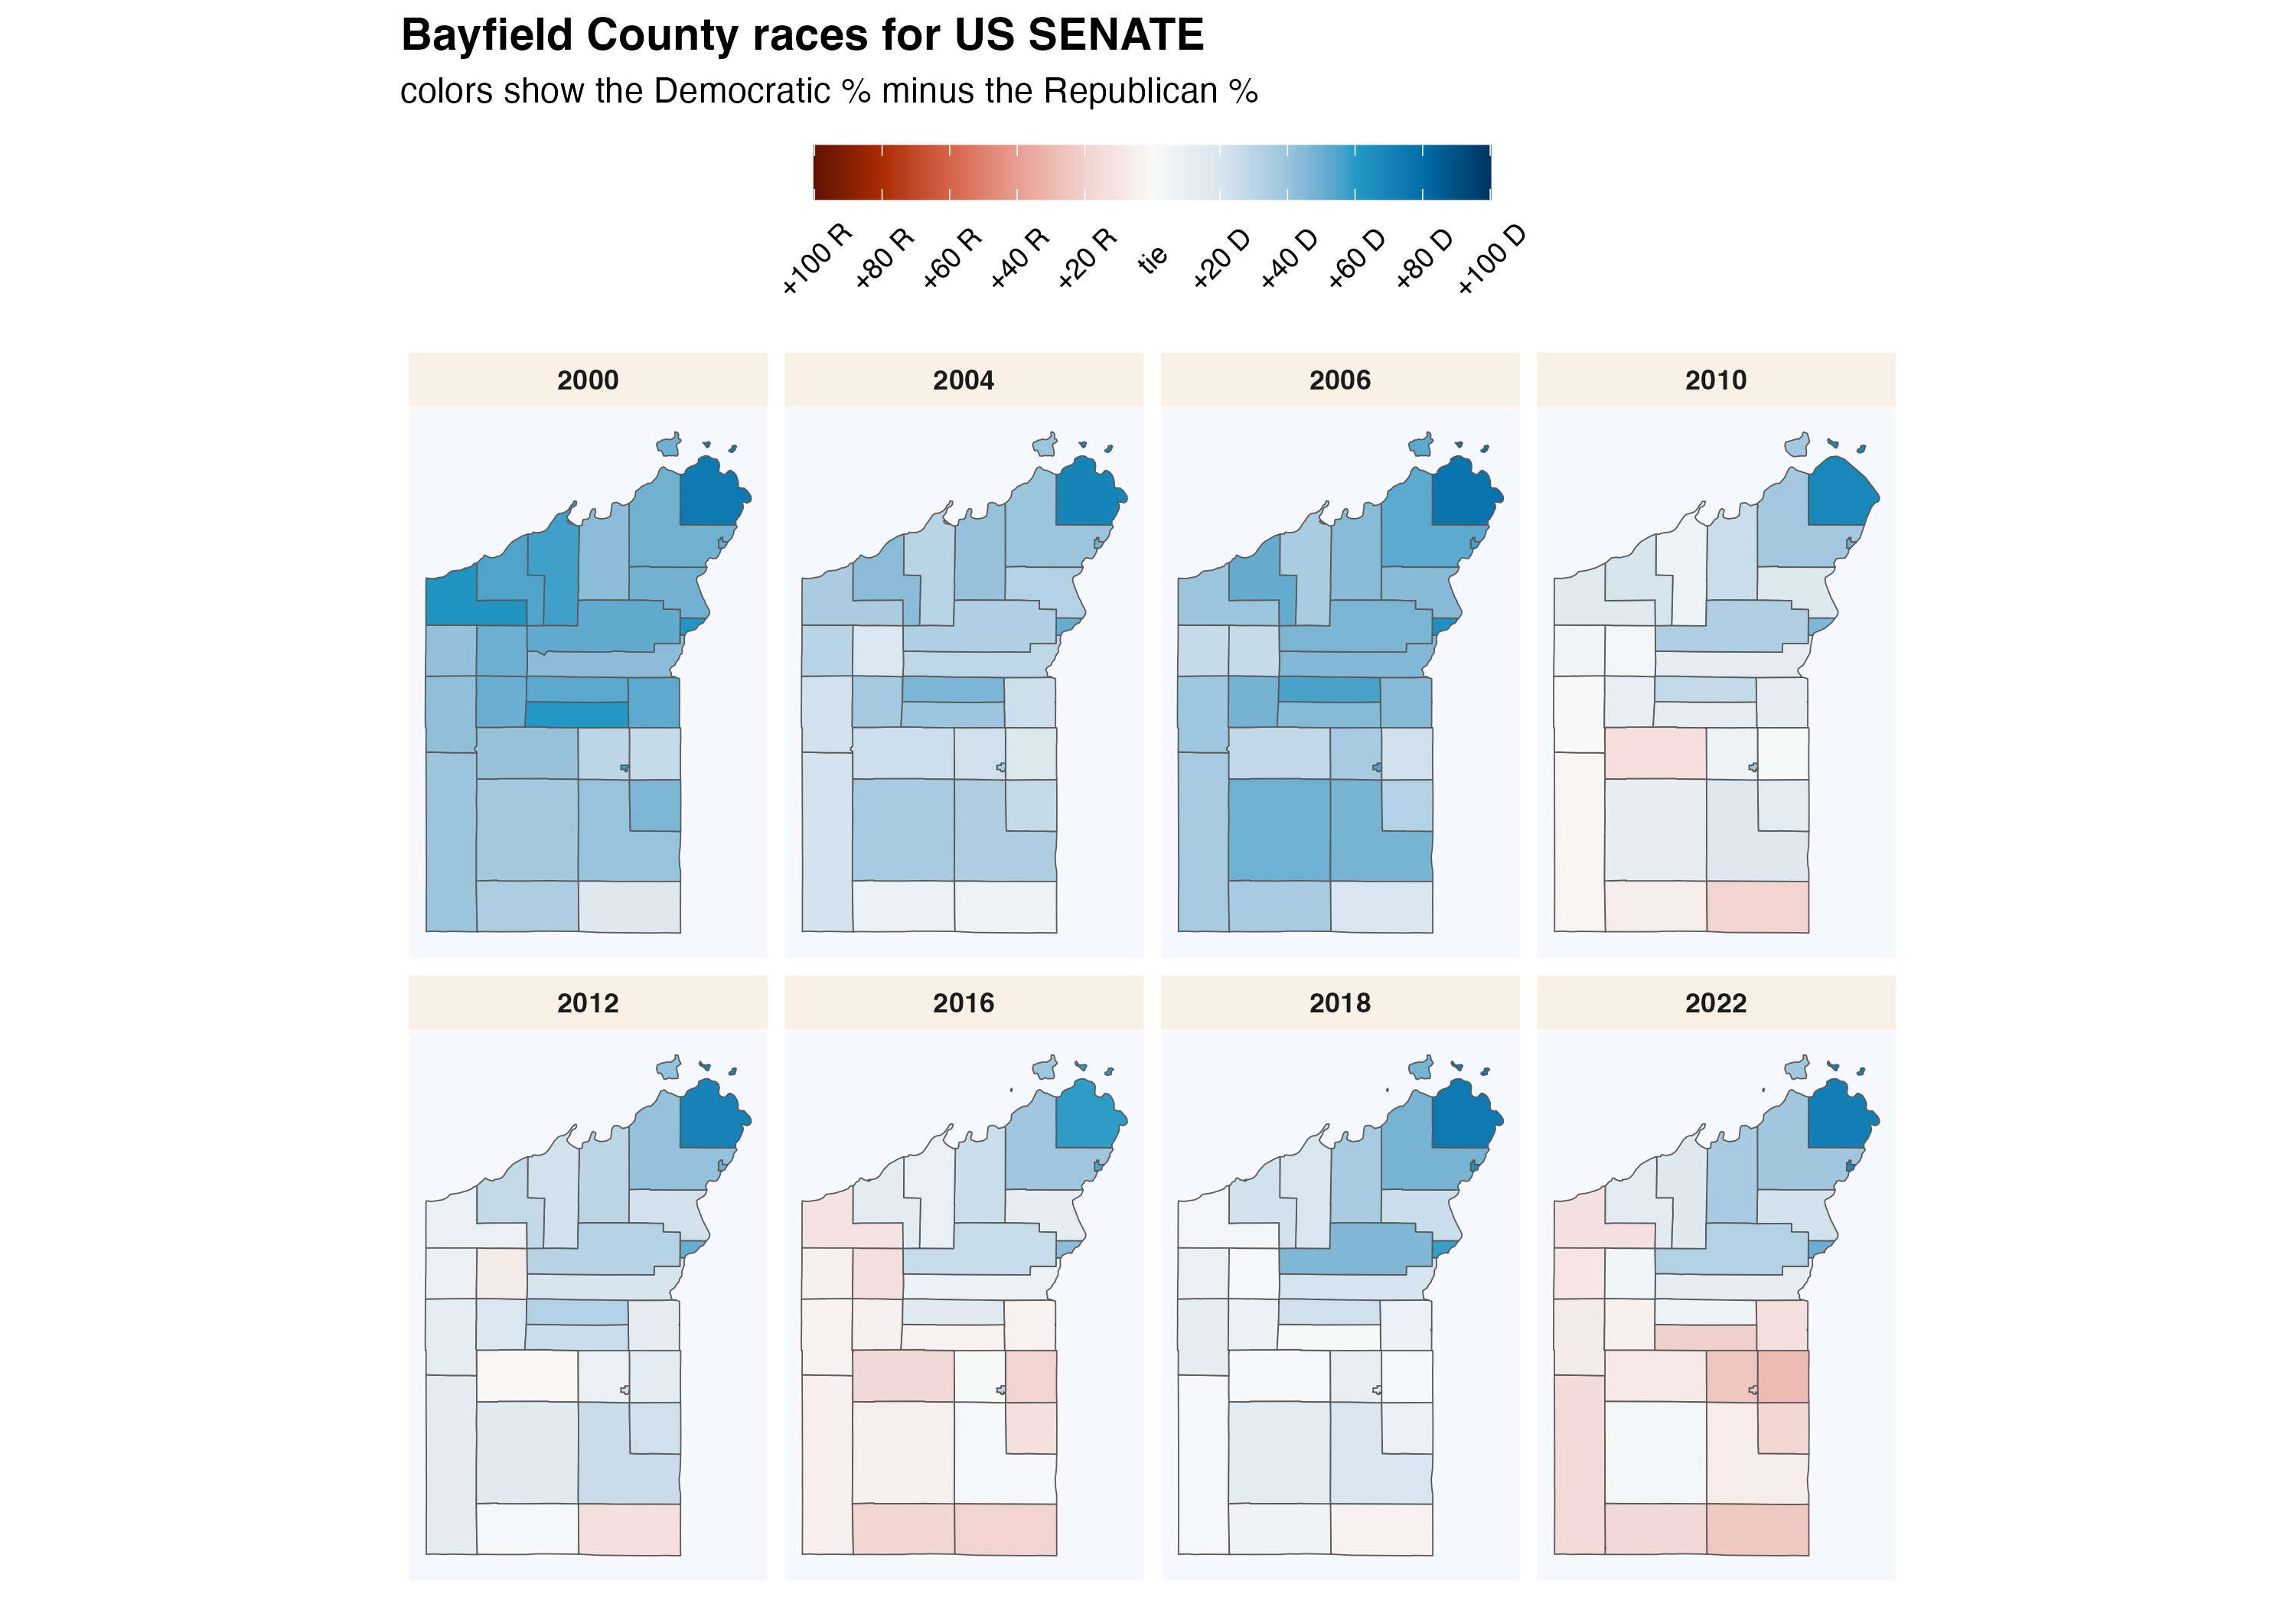 Bayfield County races for US SENATE
colors show the Democratic % minus the Republican %
+100 R
+80 R
+60 R
+40 R
+20 R
tie
+20 D
+40 D
+60 D
+80 D
+100 D
2000
2004
2006
2010
2012
2016
2018
2022